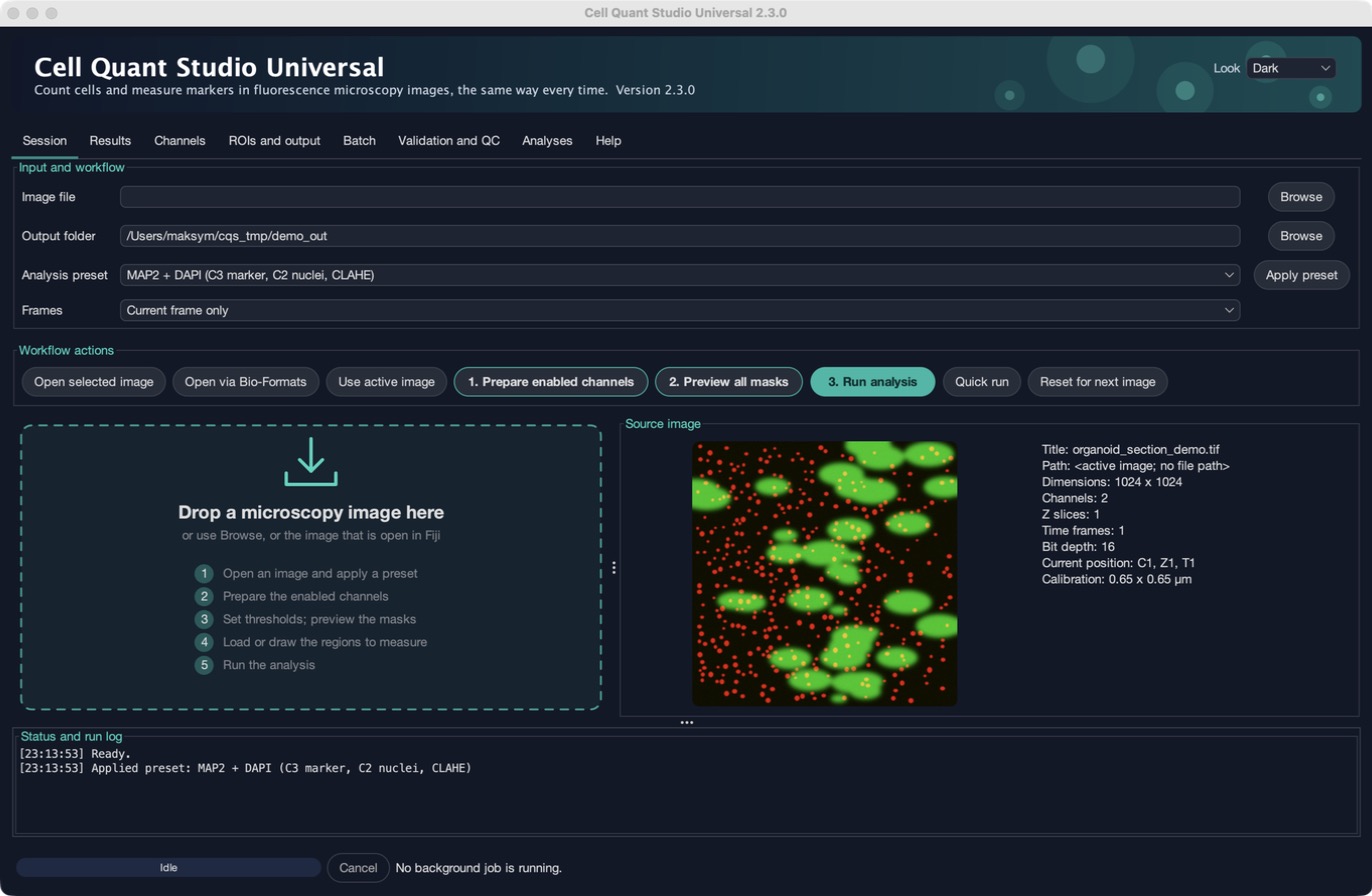 Cell Quant Studio Universal 2.3.0
Cell Quant Studio Universal
Count cells and measure markers in fluorescence microscopy images, the same way every time. Version 2.3.0
Look Dark
Session Results Channels ROIs and output Batch Validation and QC Analyses Help
Input and workflow
Image file Browse
Output folder /Users/maksym/cqs_tmp/demo_out Browse
Analysis preset MAP2 + DAPI (C3 marker, C2 nuclei, CLAHE) Apply preset
Frames Current frame only
Workflow actions
Open selected image Open via Bio-Formats Use active image 1. Prepare enabled channels 2. Preview all masks 3. Run analysis Quick run Reset for next image
Drop a microscopy image here
or use Browse, or the image that is open in Fiji
1 Open an image and apply a preset
2 Prepare the enabled channels
3 Set thresholds; preview the masks
4 Load or draw the regions to measure
5 Run the analysis
Source image
Title: organoid_section_demo.tif
Path: <active image; no file path>
Dimensions: 1024 x 1024
Channels: 2
Z slices: 1
Time frames: 1
Bit depth: 16
Current position: C1, Z1, T1
Calibration: 0.65 x 0.65 µm
Status and run log
[23:13:53] Ready.
[23:13:53] Applied preset: MAP2 + DAPI (C3 marker, C2 nuclei, CLAHE)
Idle Cancel No background job is running.